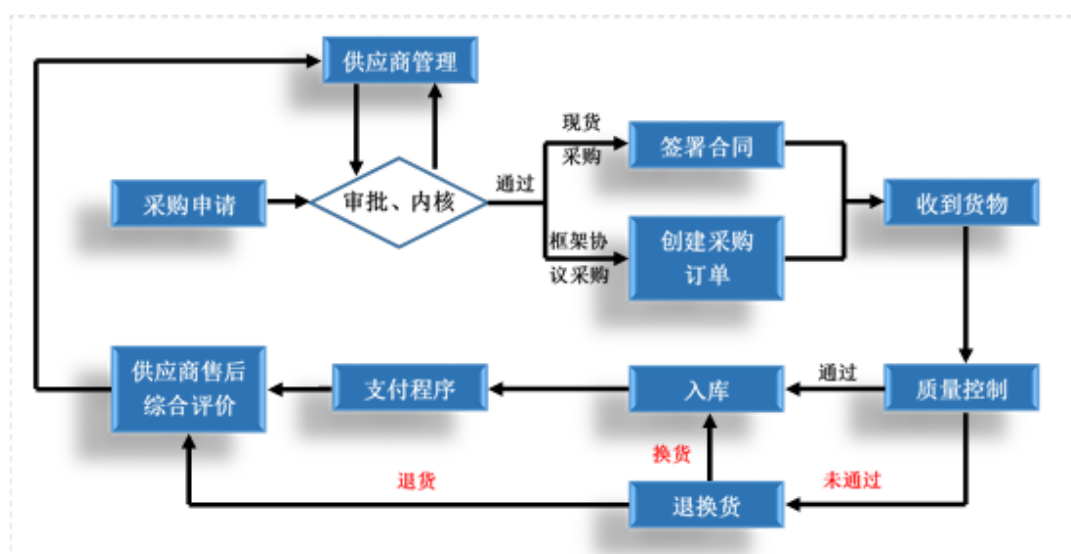 供应商管理
现货
采购
签署合同
采购申请
审批、内核
通过
收到货物
框架协
议采购
创建采购
订单
供应商售后
综合评价
支付程序
入库
通过
质量控制
换货
退货
退换货
未通过